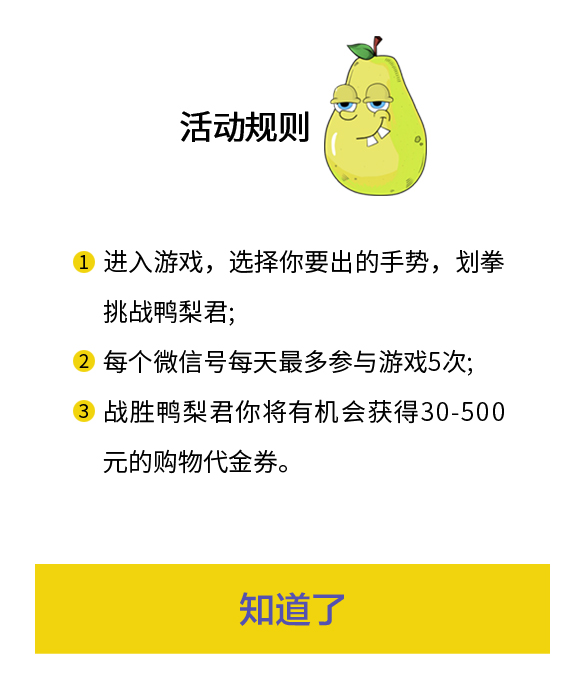 活动规则
1 进入游戏，选择你要出的手势，划拳
挑战鸭梨君;
2 每个微信号每天最多参与游戏5次;
3 战胜鸭梨君你将有机会获得30-500
元的购物代金券。
知道了